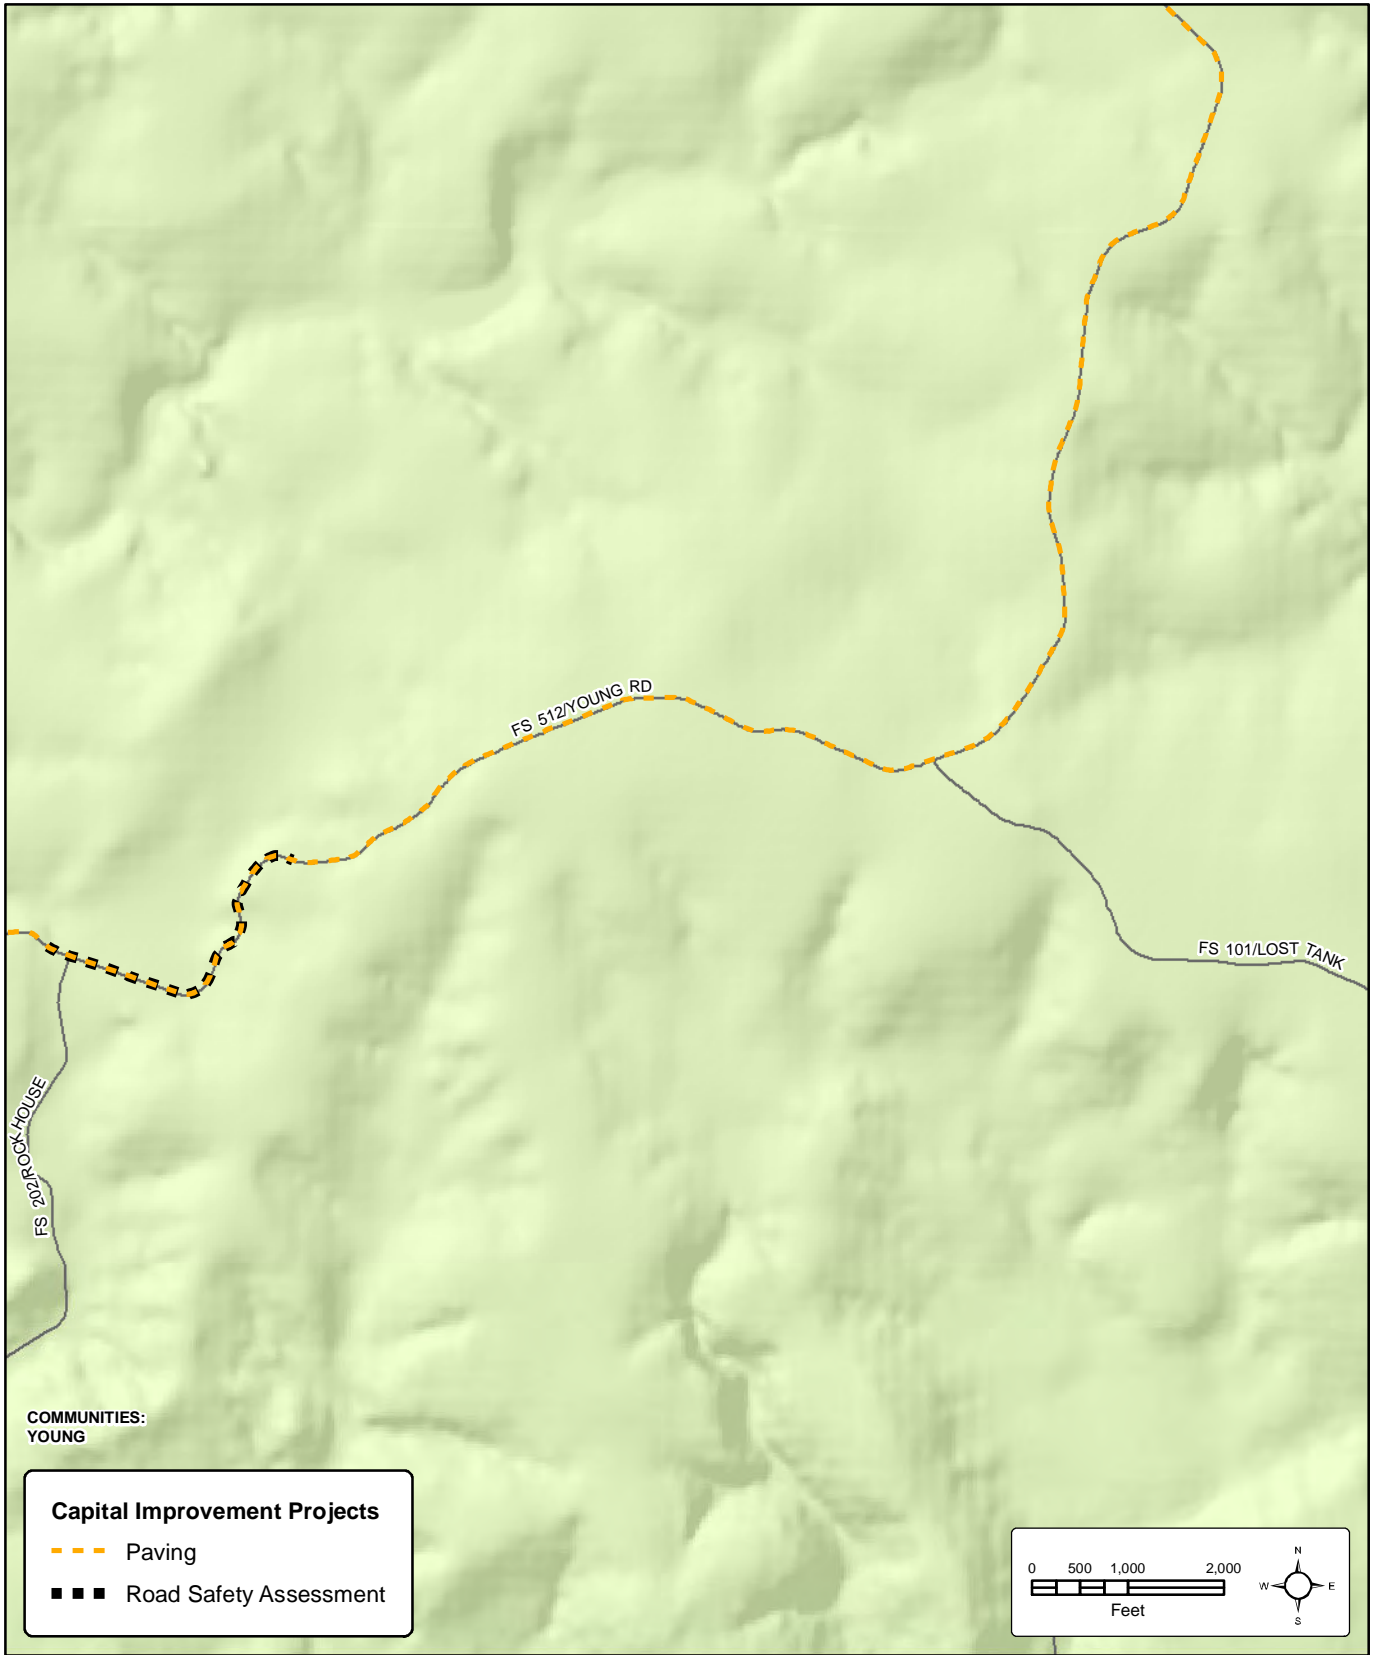 FS 512/YOUNG RD
FS 101/LOST TANK
FS 202/ROCK HOUSE
COMMUNITIES:
YOUNG
Capital Improvement Projects
Paving
Road Safety Assessment
0 500 1,000 2,000
Feet
N
W E
S